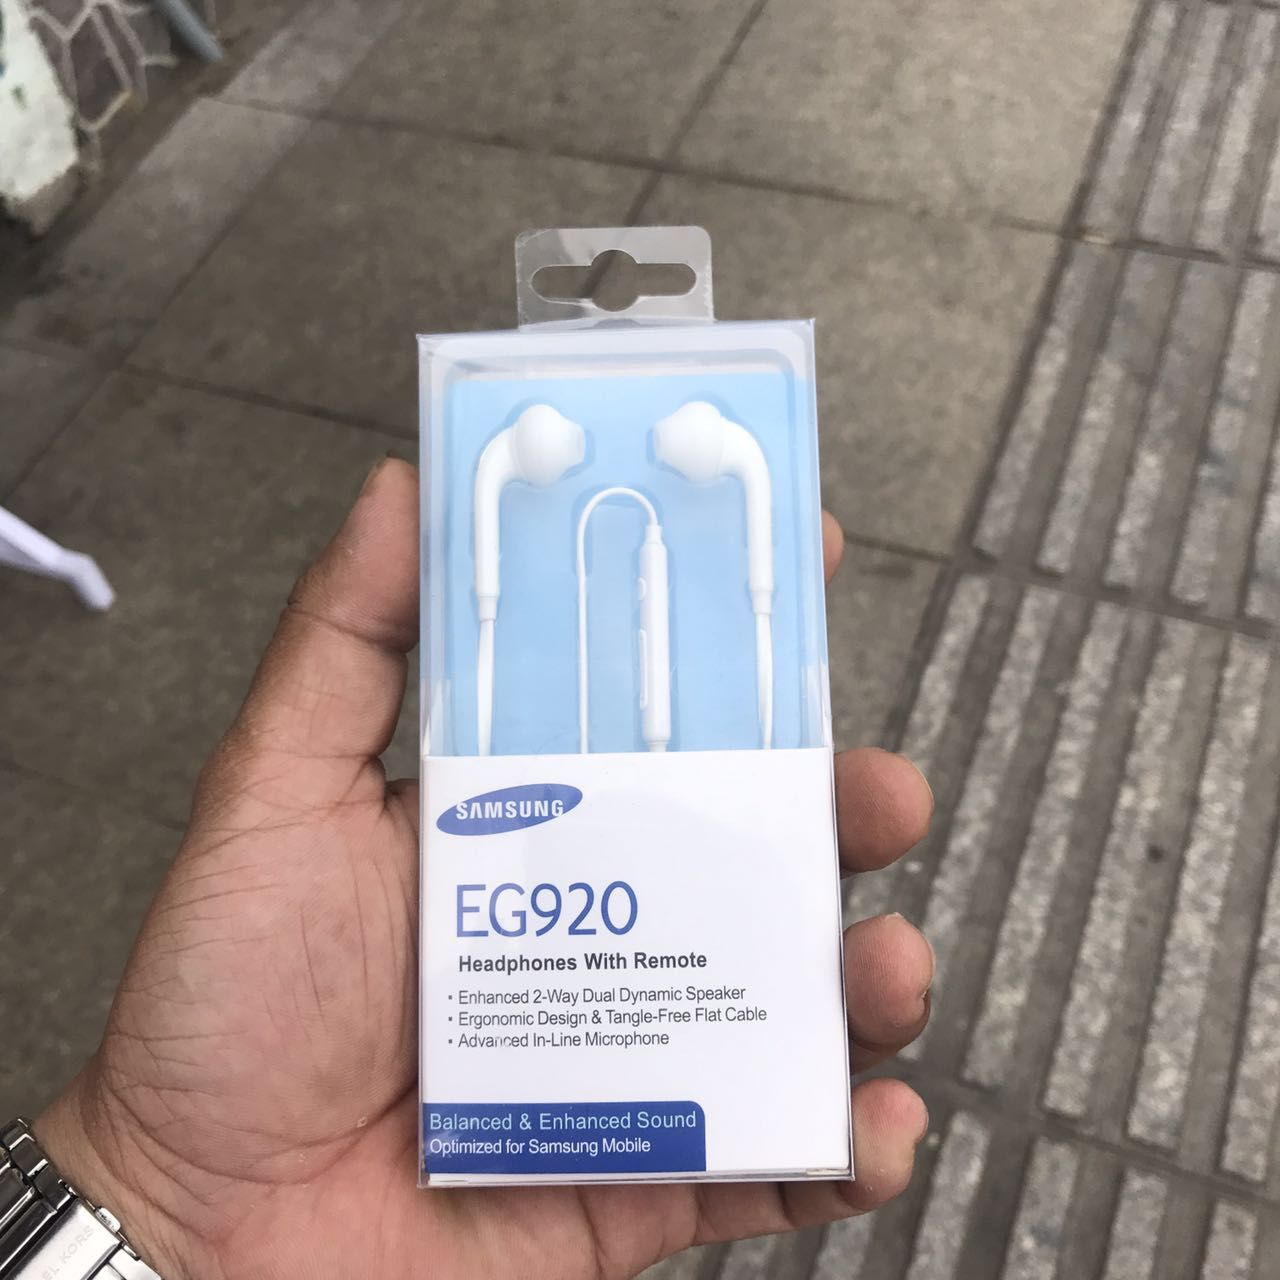 SAMSUNG
EG920
Headphones With Remote
· Enhanced 2-Way Dual Dynamic Speaker
· Ergonomic Design & Tangle-Free Flat Cable
· Advanced In-Line Microphone
Balanced & Enhanced Sound
Optimized for Samsung Mobile
KORS